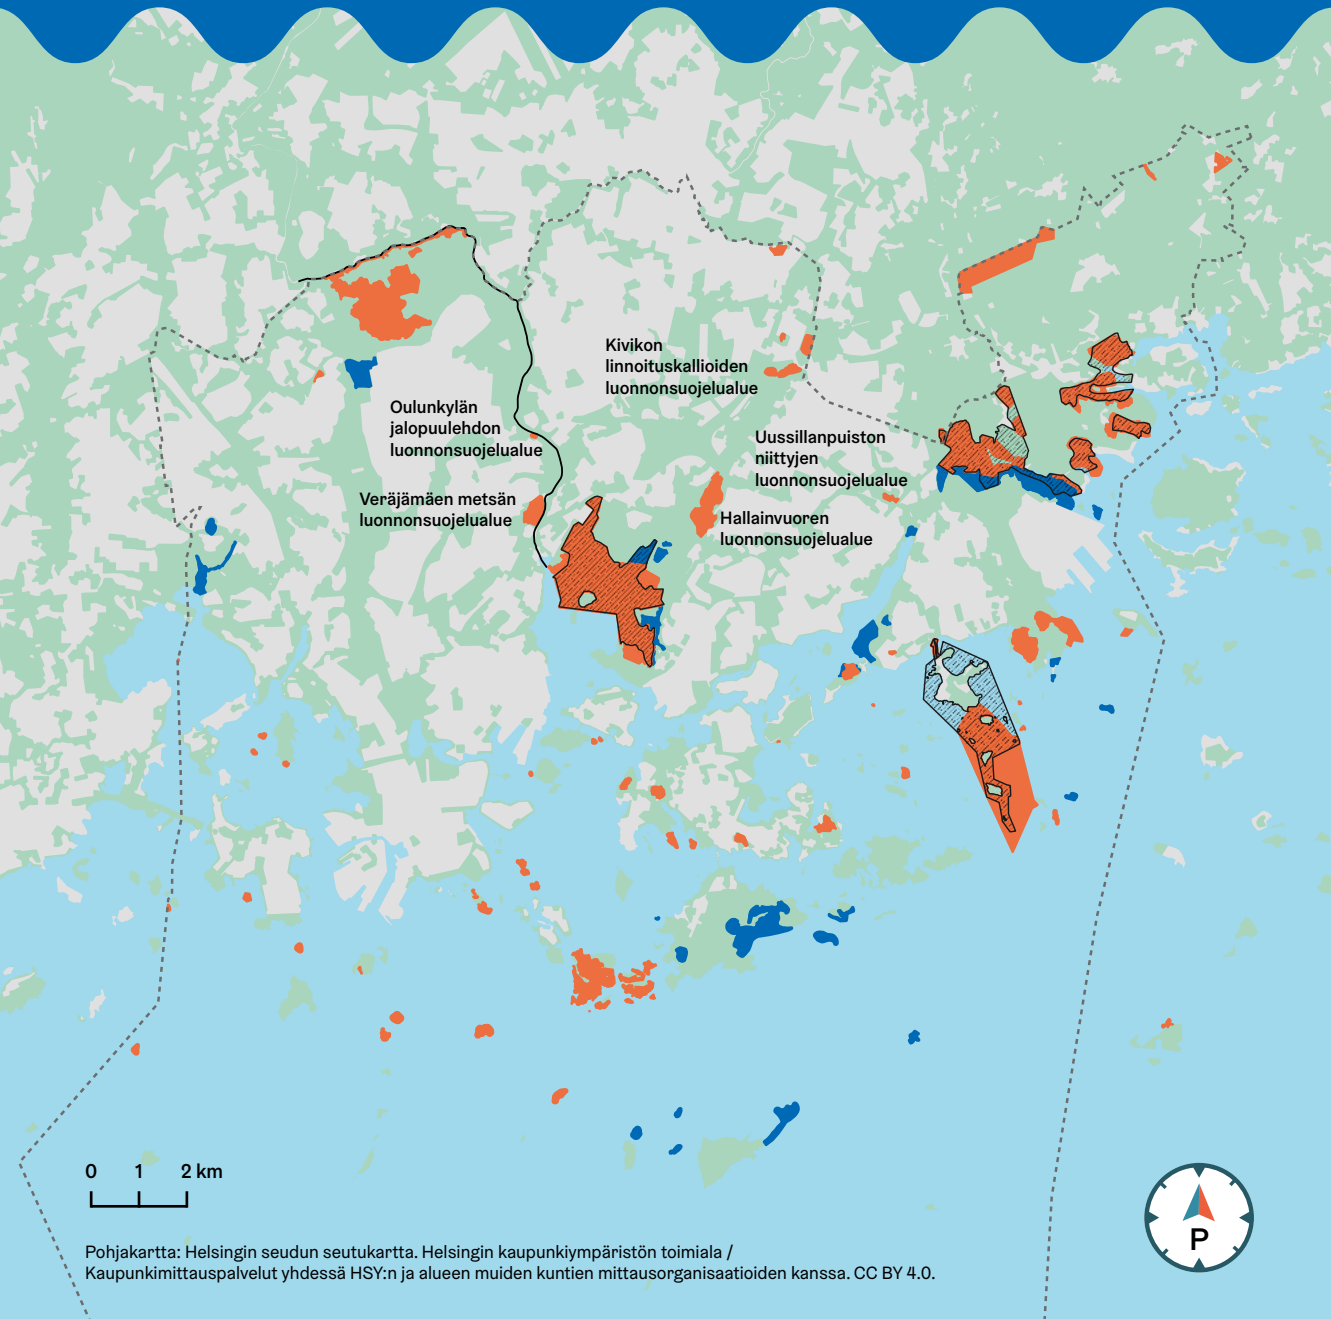 Kivikon
linnoituskallioiden
luonnonsuojelualue
Oulunkylän
jalopuulehdon
luonnonsuojelualue
Uussillanpuiston
niittyjen
luonnonsuojelualue
Veräjämäen metsän
luonnonsuojelualue
Hallainvuoren
luonnonsuojelualue
0 1 2 km
P
Pohjakartta: Helsingin seudun seutukartta. Helsingin kaupunkiympäristön toimiala /
Kaupunkimittauspalvelut yhdessä HSY:n ja alueen muiden kuntien mittausorganisaatioiden kanssa. CC BY 4.0.